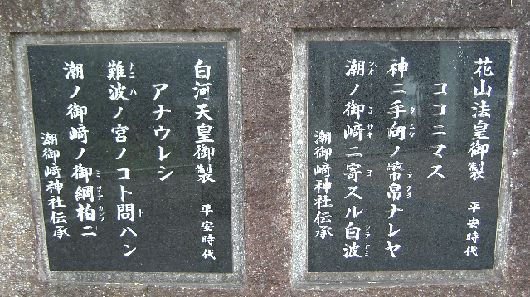 花山法皇御製 平安時代
ココニマス
神ニ手向ノ幣帛ナレヤ
潮ノ御﨑ニ寄スル白波
潮御﨑神社伝承
白河天皇御製 平安時代
アナウレシ
難波ノ宮ノコト問ハン
潮ノ御﨑ノ御綱柏ニ
潮御﨑神社伝承